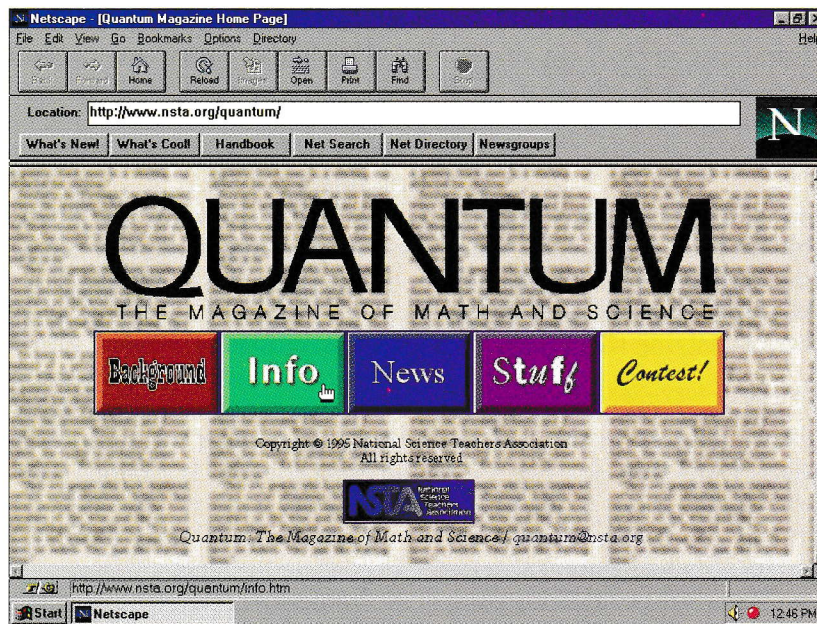 Netscape - [Quantum Magazine Home Page]
File Edit View Go Bookmarks Options Directory Help
Back Forward Home Reload Images Open Print Find Stop
Location: http://www.nsta.org/quantum/
What's New! What's Cool! Handbook Net Search Net Directory Newsgroups
N
QUANTUM
THE MAGAZINE OF MATH AND SCIENCE
Background Info News Stuff Contest!
Copyright © 1995 National Science Teachers Association
All rights reserved
NSTA National Science Teachers Association
Quantum: The Magazine of Math and Science / quantum@nsta.org
http://www.nsta.org/quantum/info.htm
Start Netscape 12:46 PM